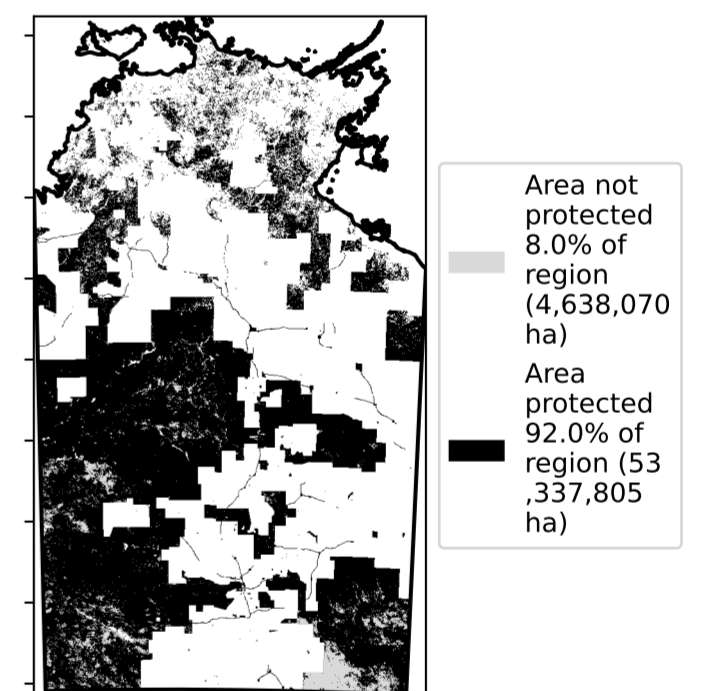 Area not
protected
8.0% of
region
(4,638,070
ha)
Area
protected
92.0% of
region (53
,337,805
ha)